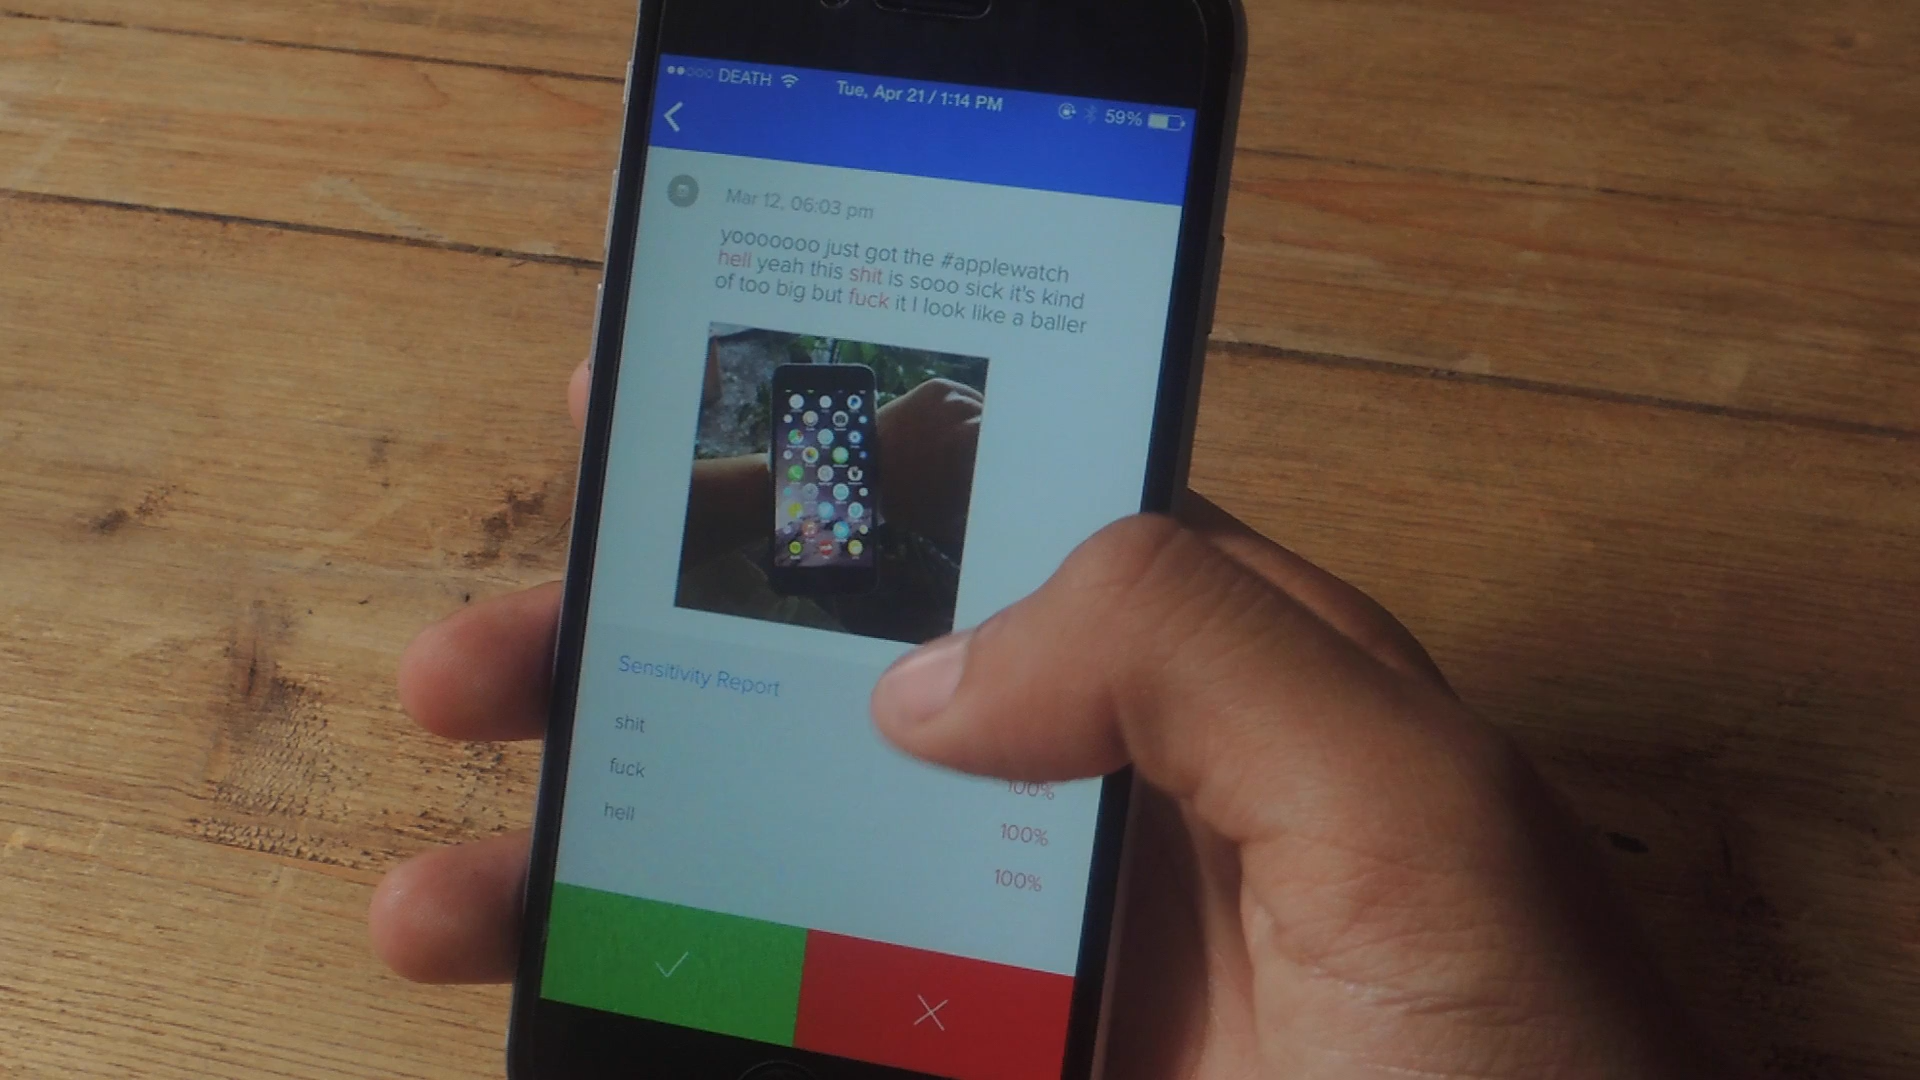 DEATH Tue, Apr 21 / 1:14 PM 59%
Mar 12, 06:03 pm
yooooooo just got the #applewatch
hell yeah this shit is sooo sick it's kind
of too big but fuck it I look like a baller
Sensitivity Report
shit 100%
fuck 100%
hell 100%